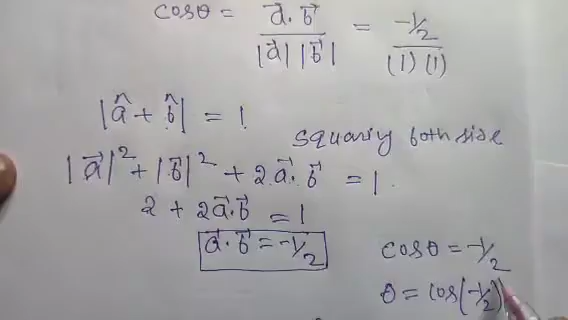 cosθ = a⃗ · b⃗ / |a⃗| |b⃗| = -1/2 / (1) (1)
|â + b̂| = 1
squariy both side
|a⃗|² + |b⃗|² + 2a⃗ · b⃗ = 1
2 + 2a⃗·b⃗ = 1
a⃗ · b⃗ = -1/2
cosθ = -1/2
θ = cos(-1/2)